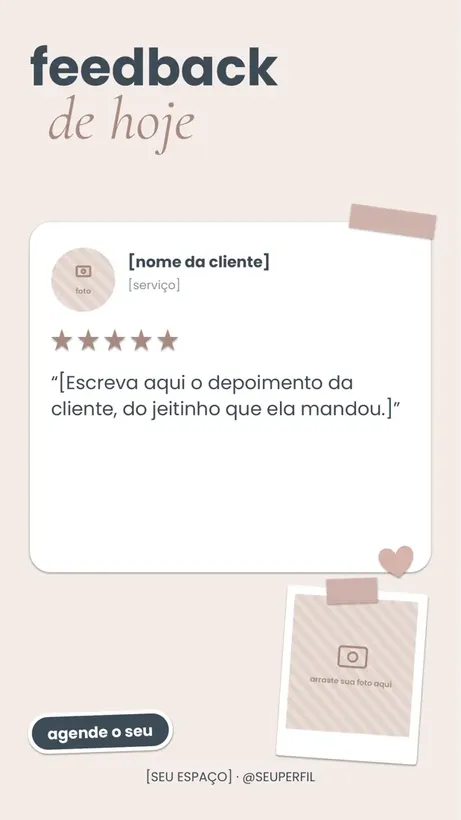 feedback
de hoje
[nome da cliente]
[serviço]
foto
“[Escreva aqui o depoimento da
cliente, do jeitinho que ela mandou.]”
arraste sua foto aqui
agende o seu
[SEU ESPAÇO] · @SEUPERFIL